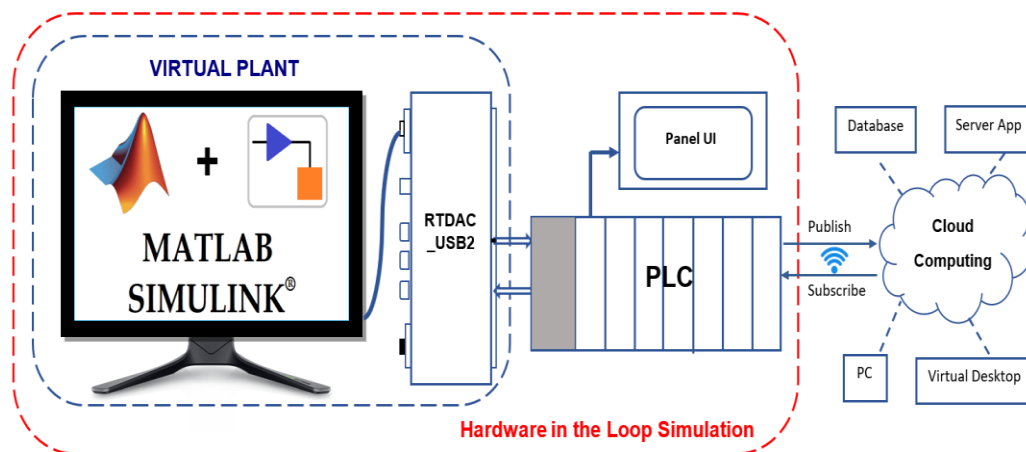 VIRTUAL PLANT
+
MATLAB
SIMULINK®
RTDAC
_USB2
Panel UI
PLC
Publish
Subscribe
Database
Server App
Cloud
Computing
PC
Virtual Desktop
Hardware in the Loop Simulation